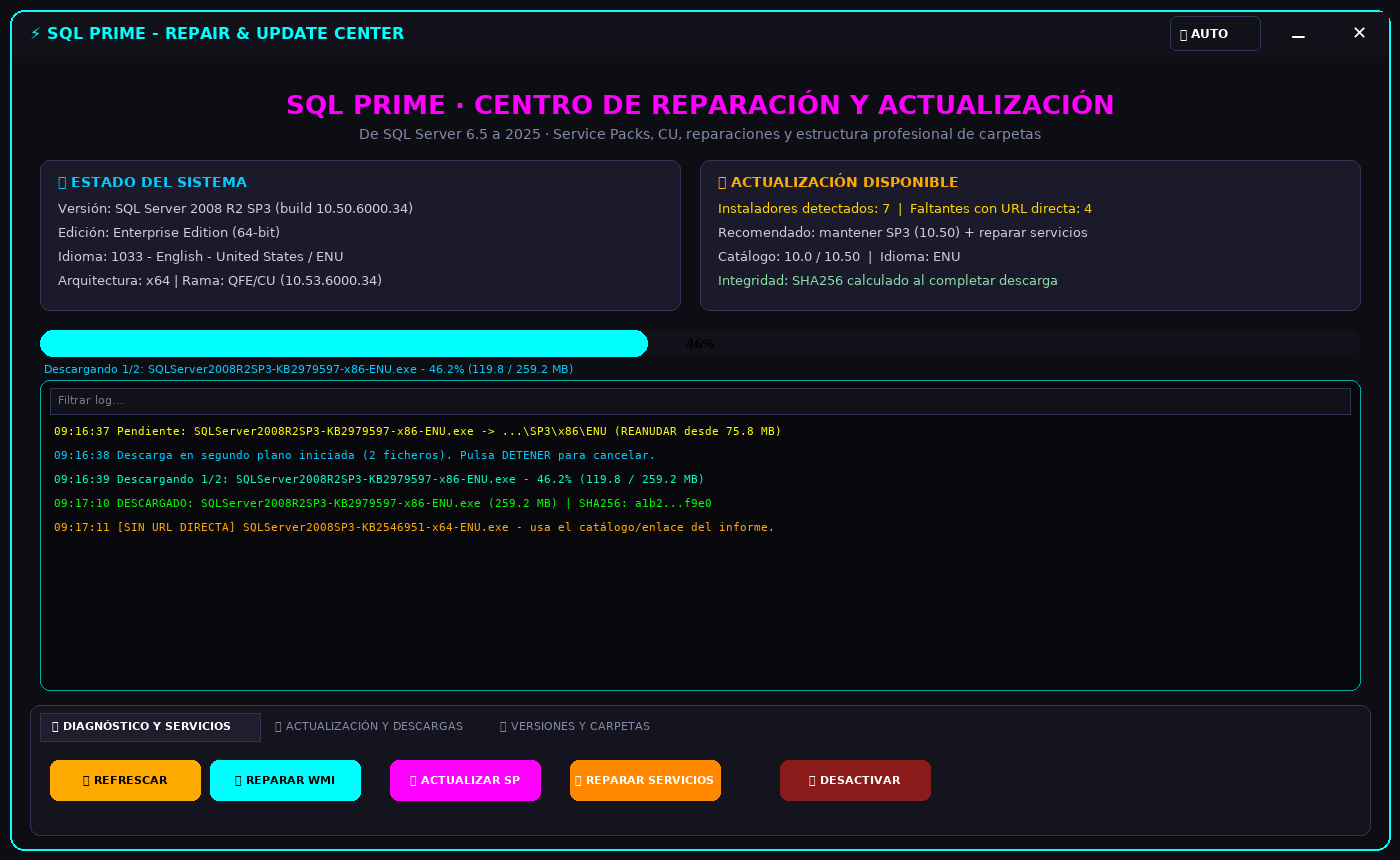 ⚡ SQL PRIME - REPAIR & UPDATE CENTER
▯ AUTO
SQL PRIME · CENTRO DE REPARACIÓN Y ACTUALIZACIÓN
De SQL Server 6.5 a 2025 · Service Packs, CU, reparaciones y estructura profesional de carpetas
▯ ESTADO DEL SISTEMA
Versión: SQL Server 2008 R2 SP3 (build 10.50.6000.34)
Edición: Enterprise Edition (64-bit)
Idioma: 1033 - English - United States / ENU
Arquitectura: x64 | Rama: QFE/CU (10.53.6000.34)
▯ ACTUALIZACIÓN DISPONIBLE
Instaladores detectados: 7 | Faltantes con URL directa: 4
Recomendado: mantener SP3 (10.50) + reparar servicios
Catálogo: 10.0 / 10.50 | Idioma: ENU
Integridad: SHA256 calculado al completar descarga
46%
Descargando 1/2: SQLServer2008R2SP3-KB2979597-x86-ENU.exe - 46.2% (119.8 / 259.2 MB)
Filtrar log...
09:16:37 Pendiente: SQLServer2008R2SP3-KB2979597-x86-ENU.exe -> ...\SP3\x86\ENU (REANUDAR desde 75.8 MB)
09:16:38 Descarga en segundo plano iniciada (2 ficheros). Pulsa DETENER para cancelar.
09:16:39 Descargando 1/2: SQLServer2008R2SP3-KB2979597-x86-ENU.exe - 46.2% (119.8 / 259.2 MB)
09:17:10 DESCARGADO: SQLServer2008R2SP3-KB2979597-x86-ENU.exe (259.2 MB) | SHA256: a1b2...f9e0
09:17:11 [SIN URL DIRECTA] SQLServer2008SP3-KB2546951-x64-ENU.exe - usa el catálogo/enlace del informe.
▯ DIAGNÓSTICO Y SERVICIOS
▯ ACTUALIZACIÓN Y DESCARGAS
▯ VERSIONES Y CARPETAS
▯ REFRESCAR
▯ REPARAR WMI
▯ ACTUALIZAR SP
▯ REPARAR SERVICIOS
▯ DESACTIVAR